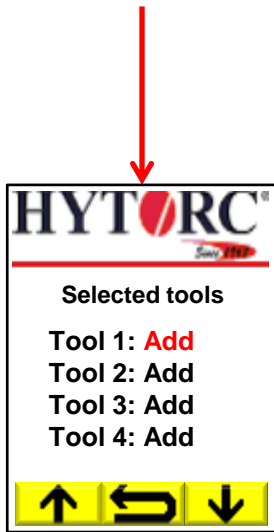 HYTORC®
Since 1968
Selected tools
Tool 1: Add
Tool 2: Add
Tool 3: Add
Tool 4: Add